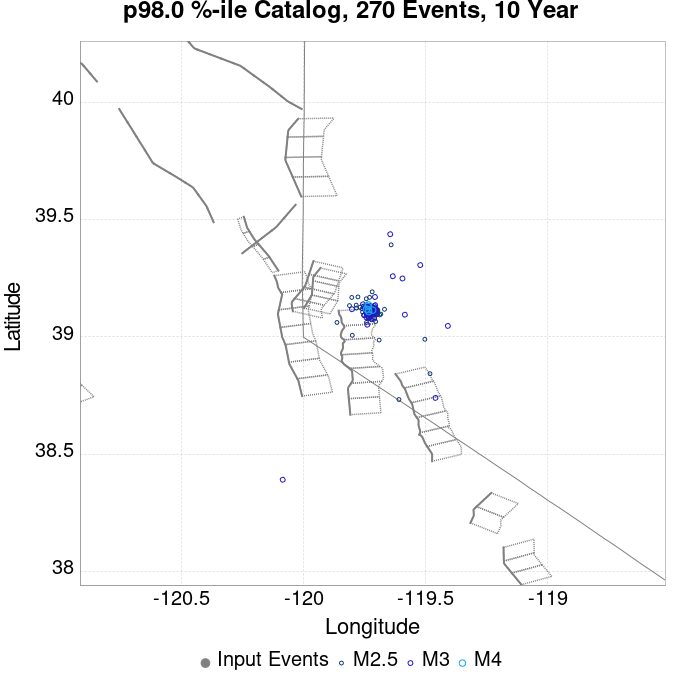 p98.0 %-ile Catalog, 270 Events, 10 Year
40
39.5
39
38.5
38
Latitude
-120.5 -120 -119.5 -119
Longitude
Input Events M2.5 M3 M4